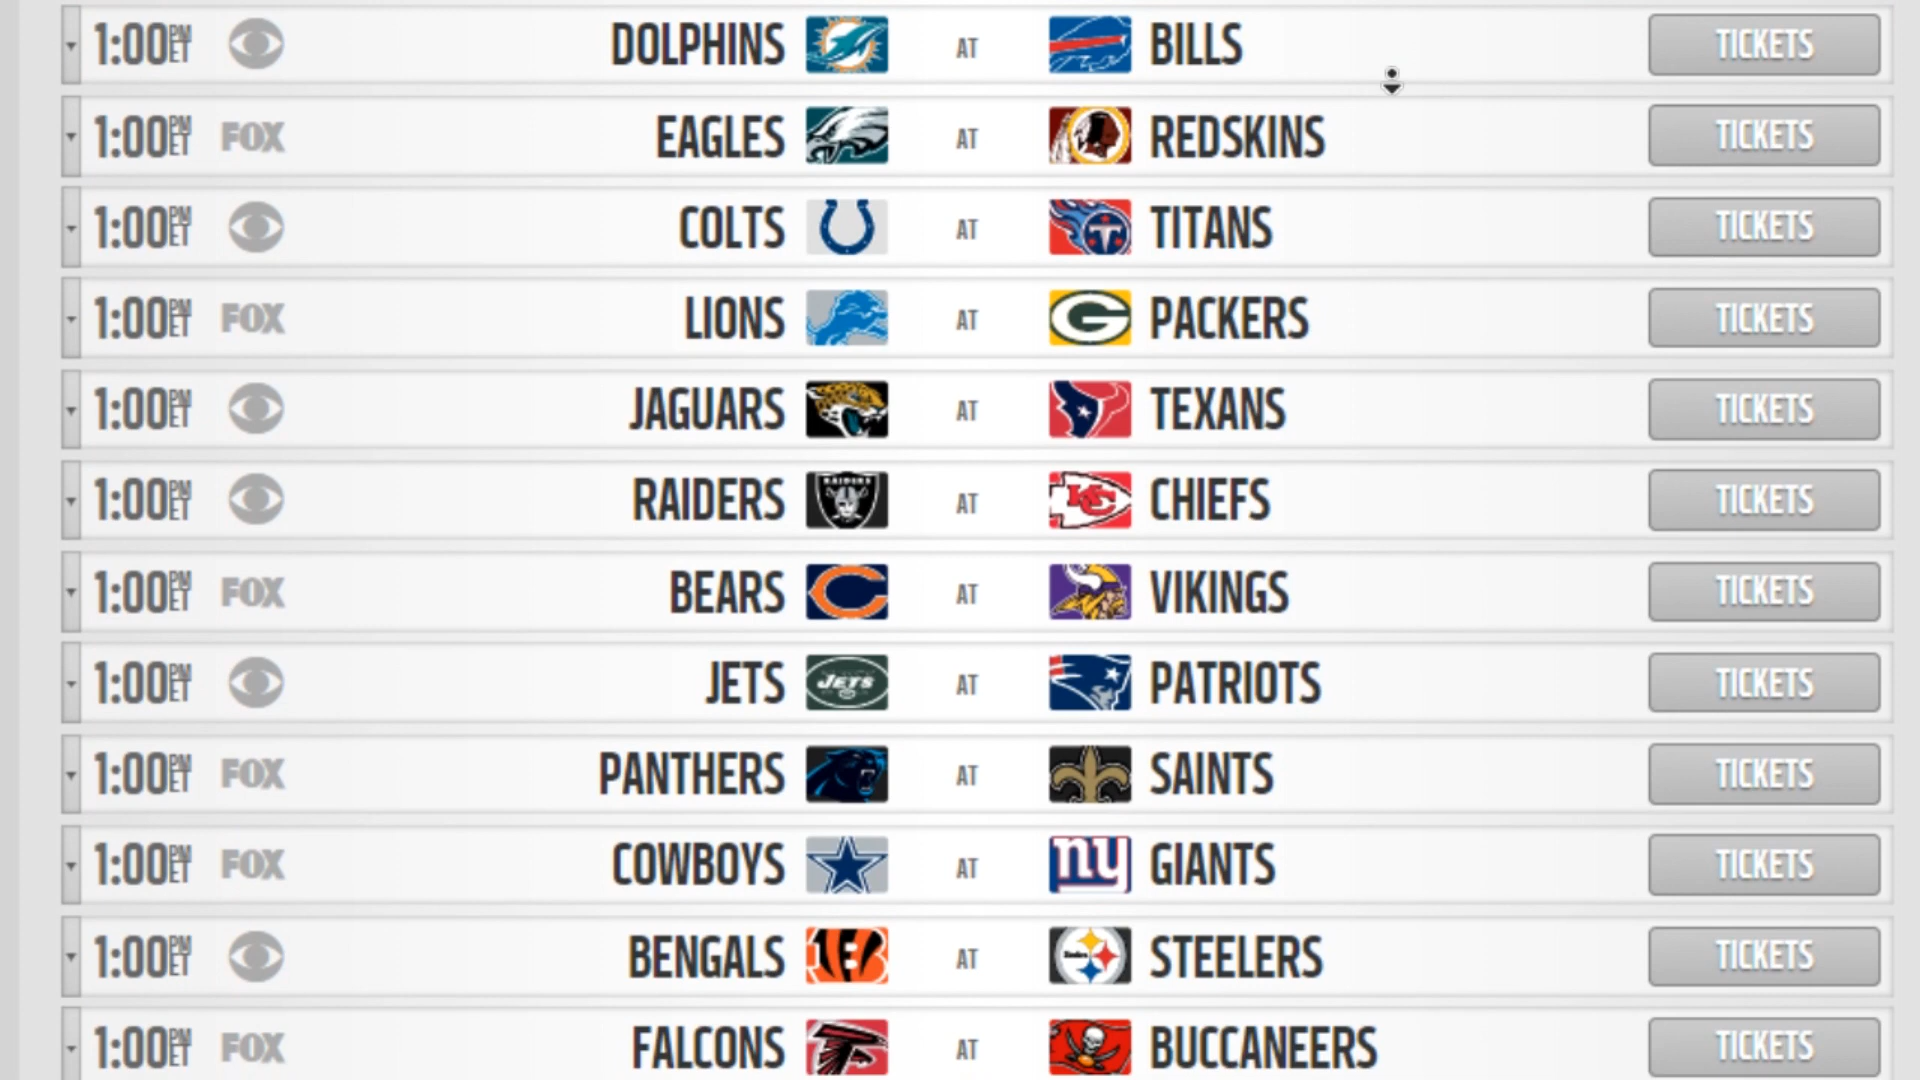 1:00 PM ET DOLPHINS AT BILLS TICKETS
1:00 PM ET FOX EAGLES AT REDSKINS TICKETS
1:00 PM ET COLTS AT TITANS TICKETS
1:00 PM ET FOX LIONS AT G PACKERS TICKETS
1:00 PM ET JAGUARS AT TEXANS TICKETS
1:00 PM ET RAIDERS RAIDERS AT KC CHIEFS TICKETS
1:00 PM ET FOX BEARS C AT VIKINGS TICKETS
1:00 PM ET JETS JETS AT PATRIOTS TICKETS
1:00 PM ET FOX PANTHERS AT SAINTS TICKETS
1:00 PM ET FOX COWBOYS AT ny GIANTS TICKETS
1:00 PM ET BENGALS B AT Steelers STEELERS TICKETS
1:00 PM ET FOX FALCONS AT BUCCANEERS TICKETS